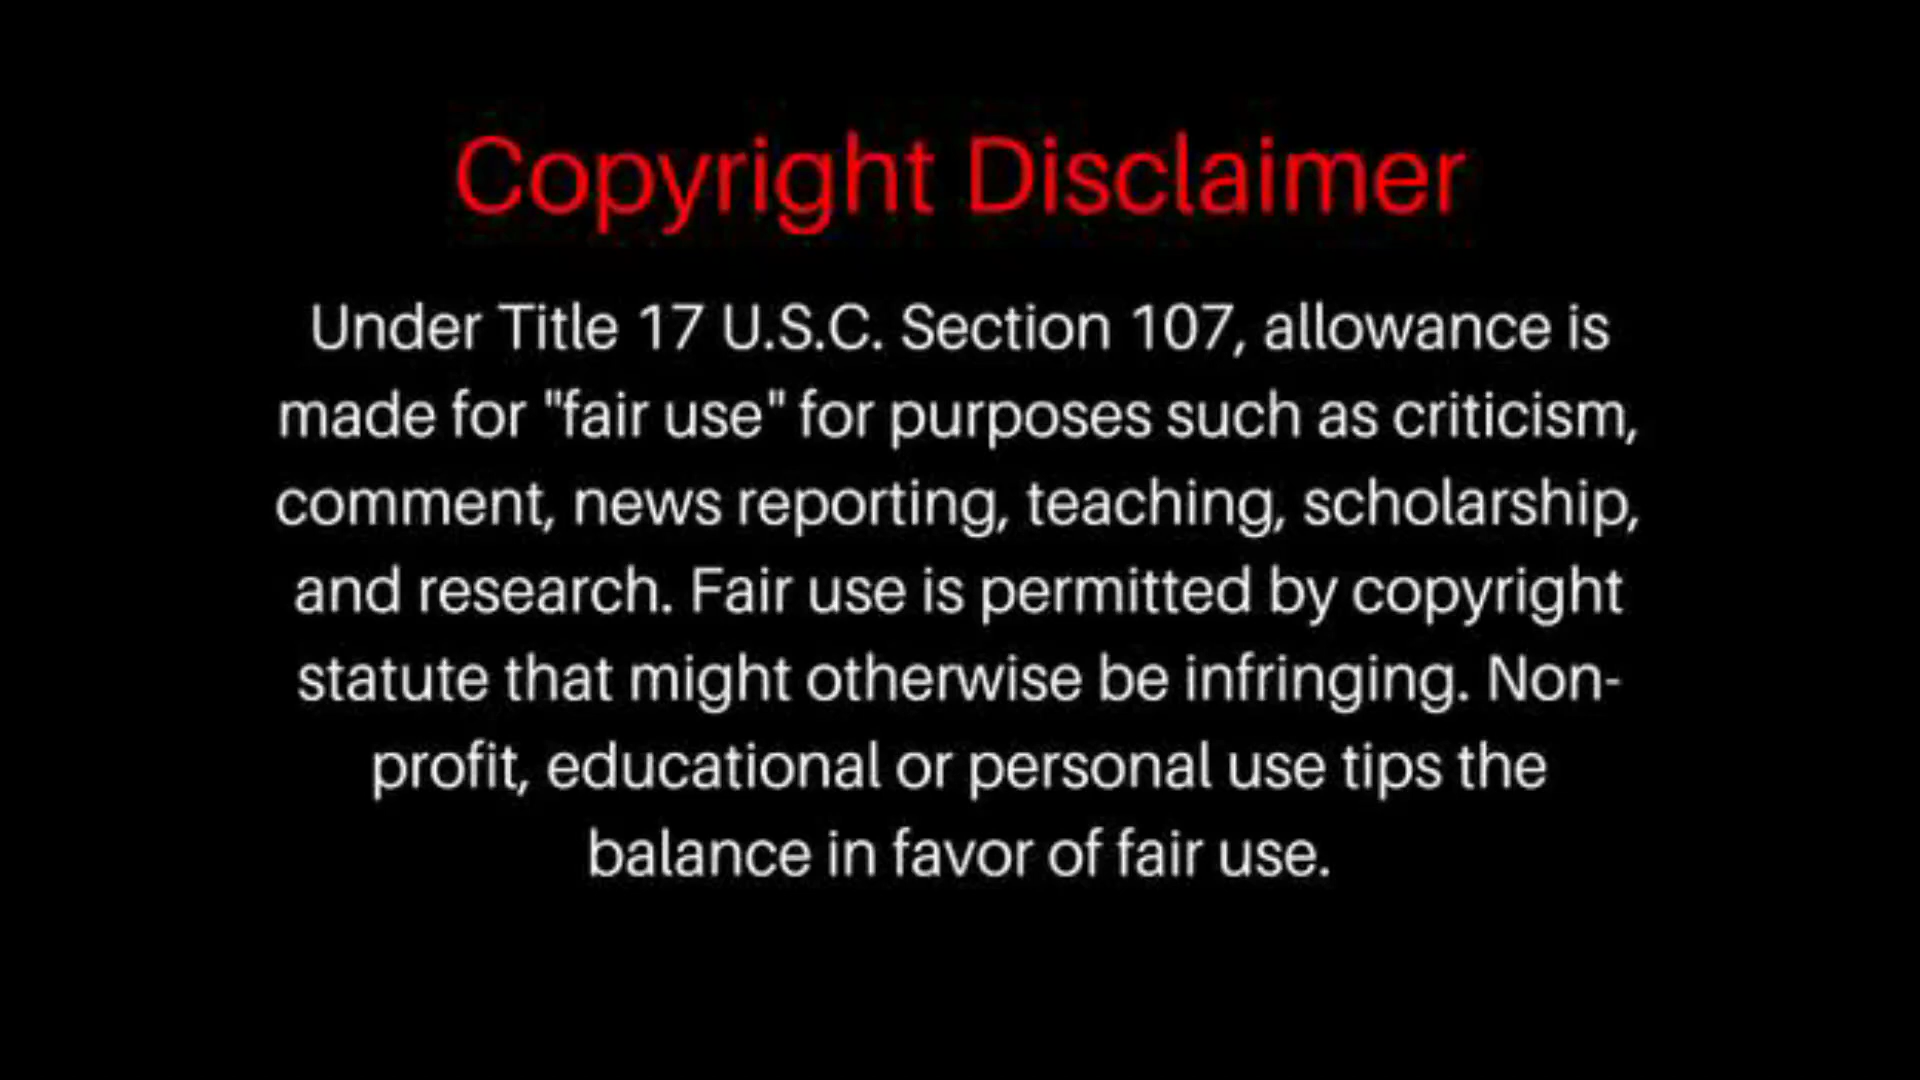 Copyright Disclaimer
Under Title 17 U.S.C. Section 107, allowance is
made for "fair use" for purposes such as criticism,
comment, news reporting, teaching, scholarship,
and research. Fair use is permitted by copyright
statute that might otherwise be infringing. Non-
profit, educational or personal use tips the
balance in favor of fair use.